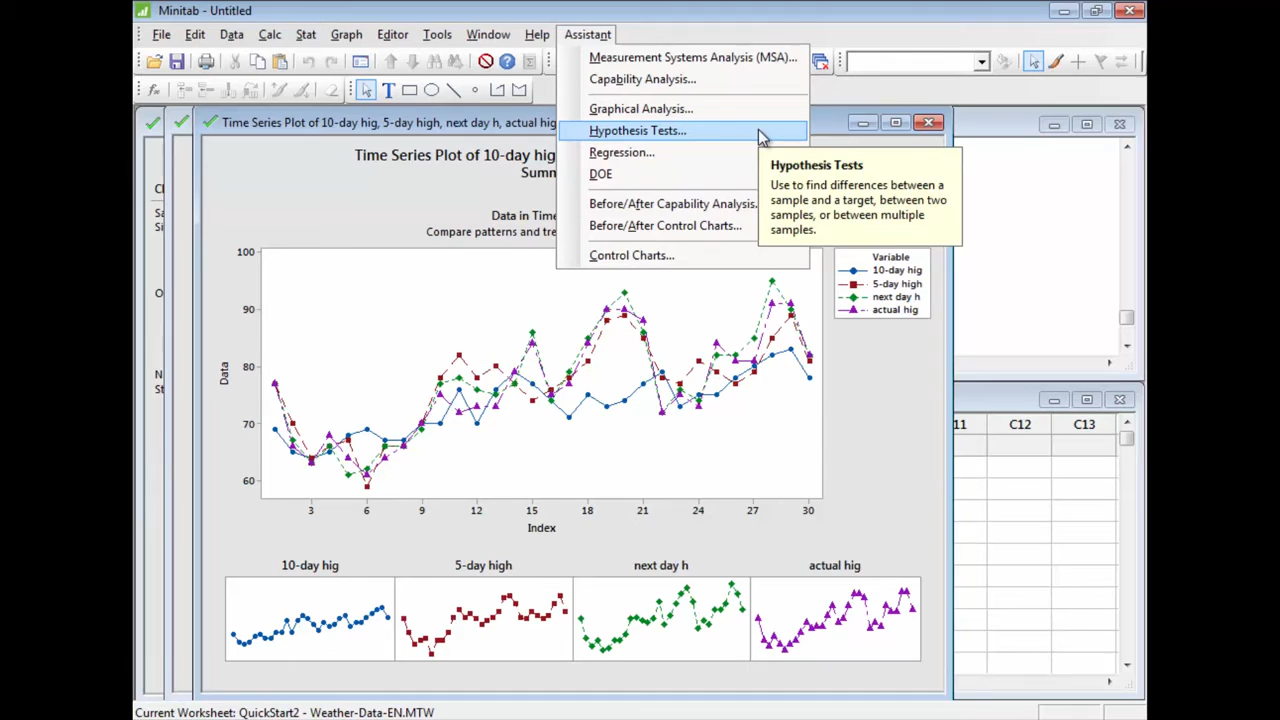 Minitab - Untitled
File Edit Data Calc Stat Graph Editor Tools Window Help Assistant
Measurement Systems Analysis (MSA)...
Capability Analysis...
Graphical Analysis...
Hypothesis Tests...
Regression...
DOE
Before/After Capability Analysis.
Before/After Control Charts...
Control Charts...
Hypothesis Tests
Use to find differences between a
sample and a target, between two
samples, or between multiple
samples.
Time Series Plot of 10-day hig, 5-day high, next day h, actual hig
Time Series Plot of 10-day hig
Sum
Data in Time
Compare patterns and tre
Variable
10-day hig
5-day high
next day h
actual hig
100
90
80
70
60
Data
3 6 9 12 15 18 21 24 27 30
Index
10-day hig 5-day high next day h actual hig
11 C12 C13
Current Worksheet: QuickStart2 - Weather-Data-EN.MTW